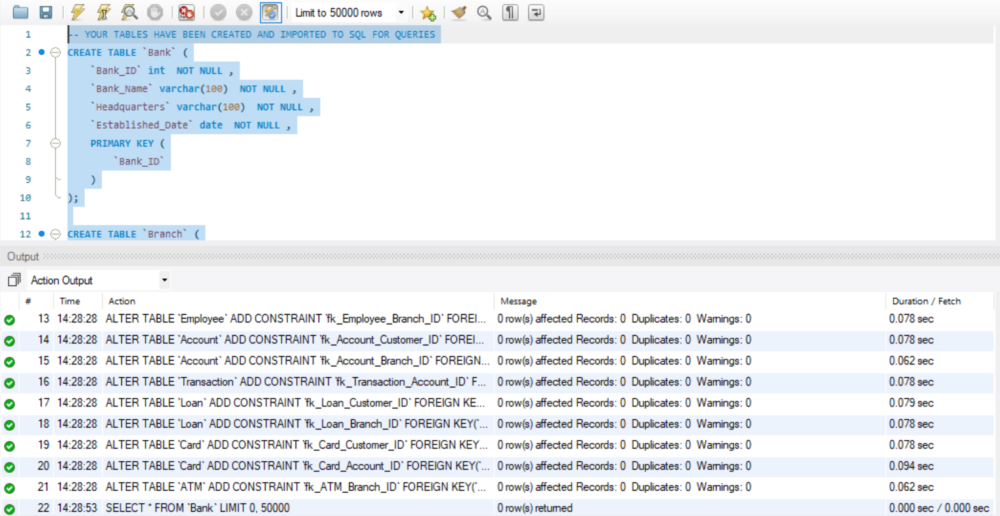 Limit to 50000 rows
1 -- YOUR TABLES HAVE BEEN CREATED AND IMPORTED TO SQL FOR QUERIES
2 CREATE TABLE `Bank` (
3 `Bank_ID` int  NOT NULL ,
4 `Bank_Name` varchar(100)  NOT NULL ,
5 `Headquarters` varchar(100)  NOT NULL ,
6 `Established_Date` date  NOT NULL ,
7 PRIMARY KEY (
8 `Bank_ID`
9 )
10 );
11
12 CREATE TABLE `Branch` (
Output
Action Output
# Time Action Message Duration / Fetch
13 14:28:28 ALTER TABLE `Employee` ADD CONSTRAINT `fk_Employee_Branch_ID` FOREI... 0 row(s) affected Records: 0  Duplicates: 0  Warnings: 0 0.078 sec
14 14:28:28 ALTER TABLE `Account` ADD CONSTRAINT `fk_Account_Customer_ID` FOREI... 0 row(s) affected Records: 0  Duplicates: 0  Warnings: 0 0.078 sec
15 14:28:28 ALTER TABLE `Account` ADD CONSTRAINT `fk_Account_Branch_ID` FOREIGN... 0 row(s) affected Records: 0  Duplicates: 0  Warnings: 0 0.062 sec
16 14:28:28 ALTER TABLE `Transaction` ADD CONSTRAINT `fk_Transaction_Account_ID` F... 0 row(s) affected Records: 0  Duplicates: 0  Warnings: 0 0.078 sec
17 14:28:28 ALTER TABLE `Loan` ADD CONSTRAINT `fk_Loan_Customer_ID` FOREIGN KE... 0 row(s) affected Records: 0  Duplicates: 0  Warnings: 0 0.079 sec
18 14:28:28 ALTER TABLE `Loan` ADD CONSTRAINT `fk_Loan_Branch_ID` FOREIGN KEY(`... 0 row(s) affected Records: 0  Duplicates: 0  Warnings: 0 0.078 sec
19 14:28:28 ALTER TABLE `Card` ADD CONSTRAINT `fk_Card_Customer_ID` FOREIGN KEY... 0 row(s) affected Records: 0  Duplicates: 0  Warnings: 0 0.078 sec
20 14:28:28 ALTER TABLE `Card` ADD CONSTRAINT `fk_Card_Account_ID` FOREIGN KEY(`... 0 row(s) affected Records: 0  Duplicates: 0  Warnings: 0 0.094 sec
21 14:28:28 ALTER TABLE `ATM` ADD CONSTRAINT `fk_ATM_Branch_ID` FOREIGN KEY(`... 0 row(s) affected Records: 0  Duplicates: 0  Warnings: 0 0.062 sec
22 14:28:53 SELECT * FROM `Bank` LIMIT 0, 50000 0 row(s) returned 0.000 sec / 0.000 sec